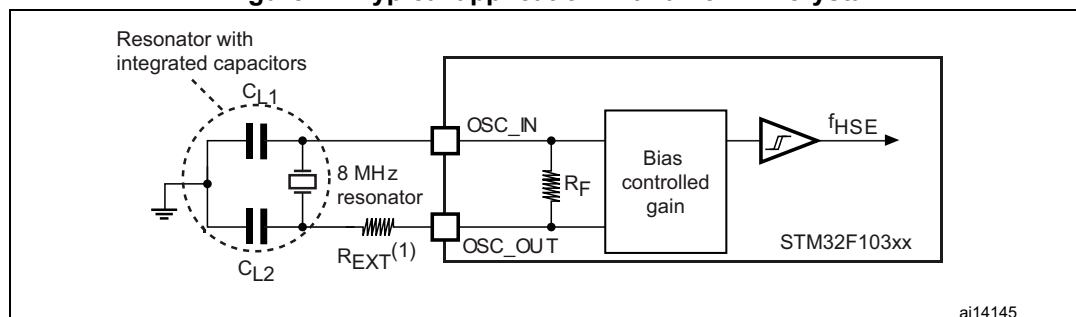 Resonator with
integrated capacitors
CL1
OSC_IN
fHSE
8 MHz
resonator
RF
Bias
controlled
gain
REXT(1)
OSC_OUT
STM32F103xx
CL2
ai14145